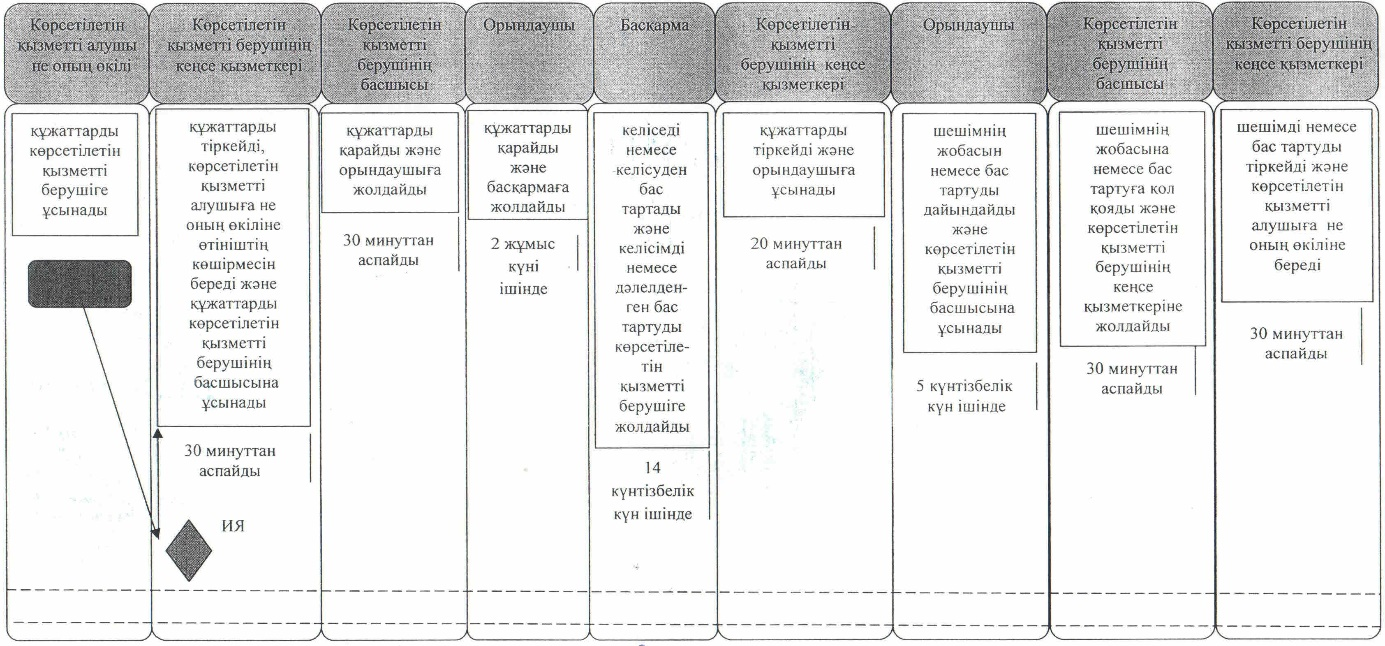 Көрсетілетін
қызметті алушы
не оның өкілі
Көрсетілетін
қызметті берушінің
кеңсе қызметкері
Көрсетілетін
қызметті
берушінің
басшысы
Орындаушы
Басқарма
Көрсетілетін
қызметті
берушінің кеңсе
қызметкері
Орындаушы
Көрсетілетін
қызметті
берушінің
басшысы
Көрсетілетін
қызметті берушінің
кеңсе қызметкері
құжаттарды
көрсетілетін
қызметті
берушіге
ұсынады
құжаттарды
тіркейді,
көрсетілетін
қызметті
алушыға не
оның өкіліне
өтініштің
көшірмесін
береді және
құжаттарды
көрсетілетін
қызметті
берушінің
басшысына
ұсынады
30 минуттан
аспайды
ИЯ
құжаттарды
қарайды және
орындаушыға
жолдайды
30 минуттан
аспайды
құжаттарды
қарайды
және
басқармаға
жолдайды
2 жұмыс
күні
ішінде
келіседі
немесе
келісуден
бас
тартады
және
келісімді
немесе
дәлелден-
ген бас
тартуды
көрсетіле-
тін
қызметті
берушіге
жолдайды
14
күнтізбелік
күн ішінде
құжаттарды
тіркейді және
орындаушыға
ұсынады
20 минуттан
аспайды
шешімнің
жобасын
немесе бас
тартуды
дайындайды
және
көрсетілетін
қызметті
берушінің
басшысына
ұсынады
5 күнтізбелік
күн ішінде
шешімнің
жобасына
немесе бас
тартуға қол
қояды және
көрсетілетін
қызметті
берушінің
кеңсе
қызметкеріне
жолдайды
30 минуттан
аспайды
шешімді немесе
бас тартуды
тіркейді және
көрсетілетін
қызметті
алушыға не
оның өкіліне
береді
30 минуттан
аспайды